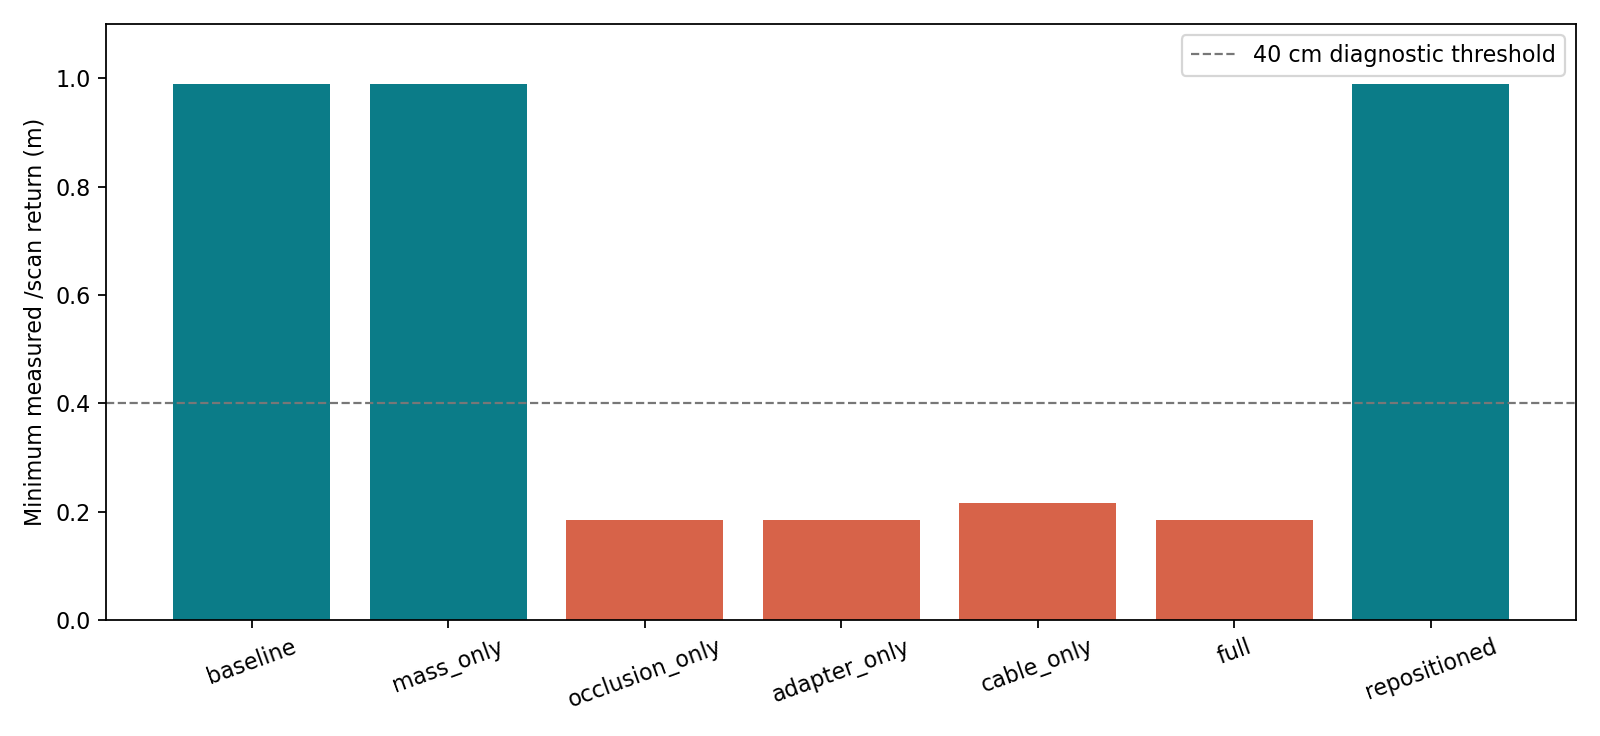 40 cm diagnostic threshold
Minimum measured /scan return (m)
1.0
0.8
0.6
0.4
0.2
0.0
baseline
mass_only
occlusion_only
adapter_only
cable_only
full
repositioned